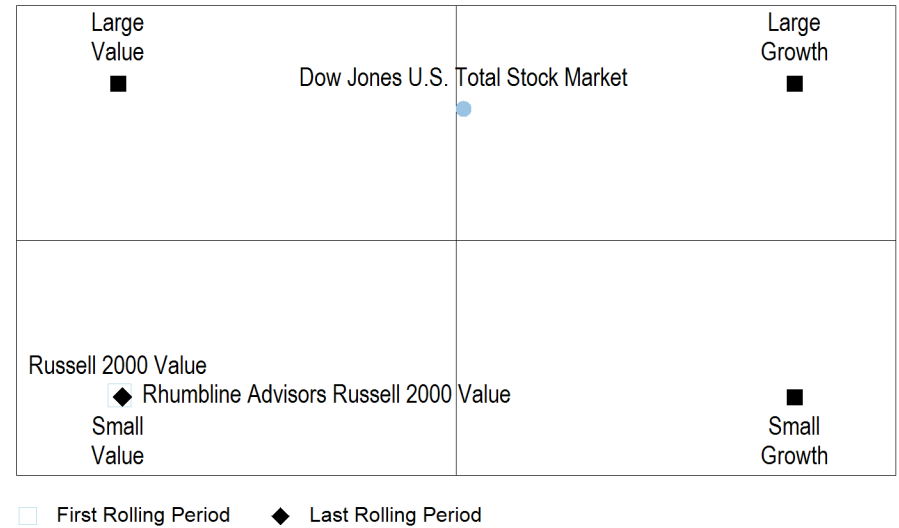 Large
Value
Large
Growth
Dow Jones U.S. Total Stock Market
Russell 2000 Value
Rhumbline Advisors Russell 2000 Value
Small
Value
Small
Growth
First Rolling Period
Last Rolling Period